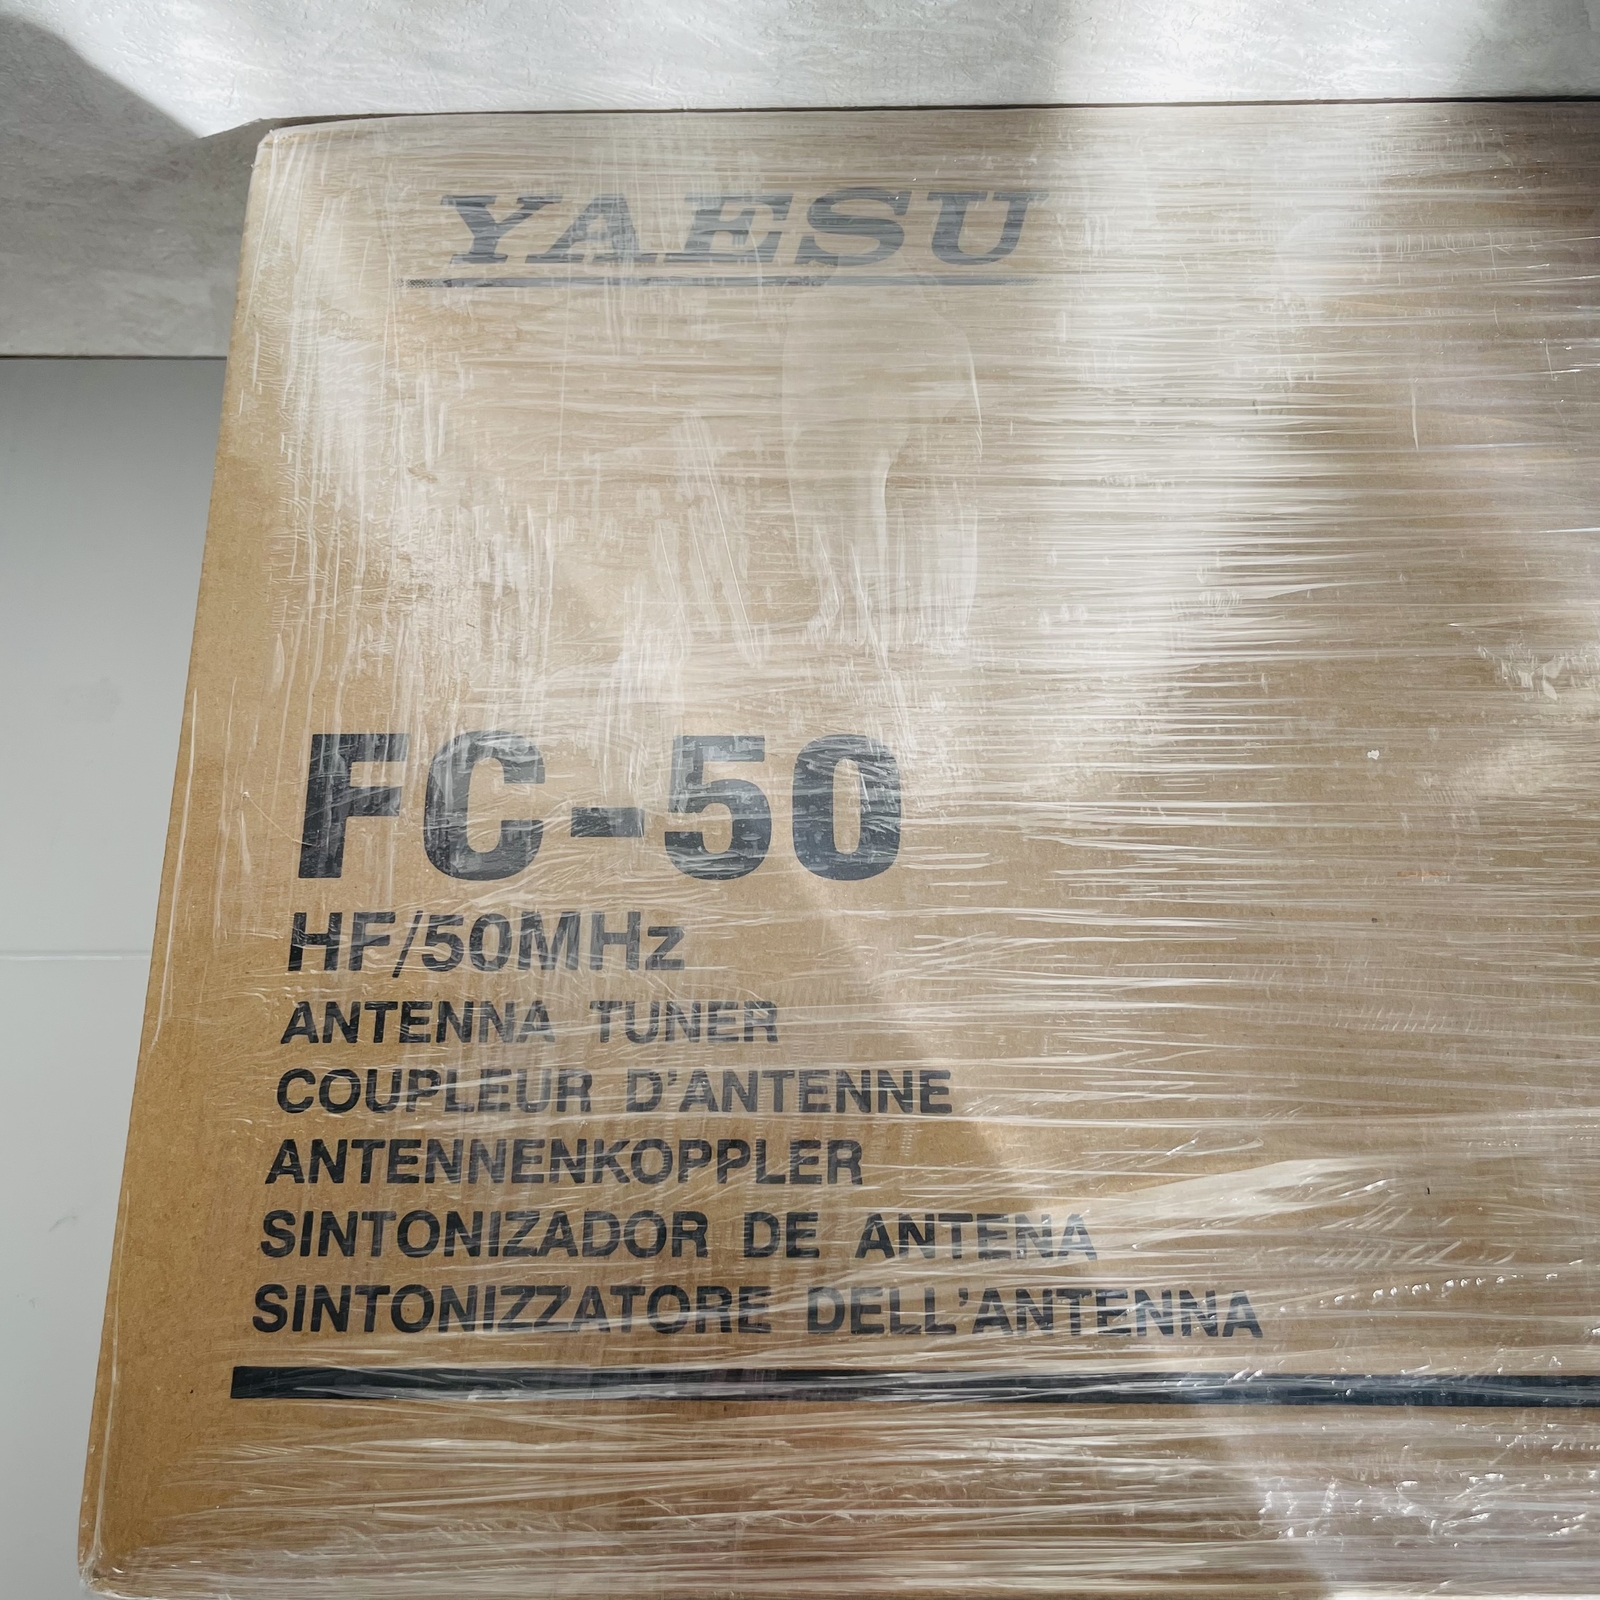 YAESU
FC-50
HF/50MHz
ANTENNA TUNER
COUPLEUR D'ANTENNE
ANTENNENKOPPLER
SINTONIZADOR DE ANTENA
SINTONIZZATORE DELL'ANTENNA